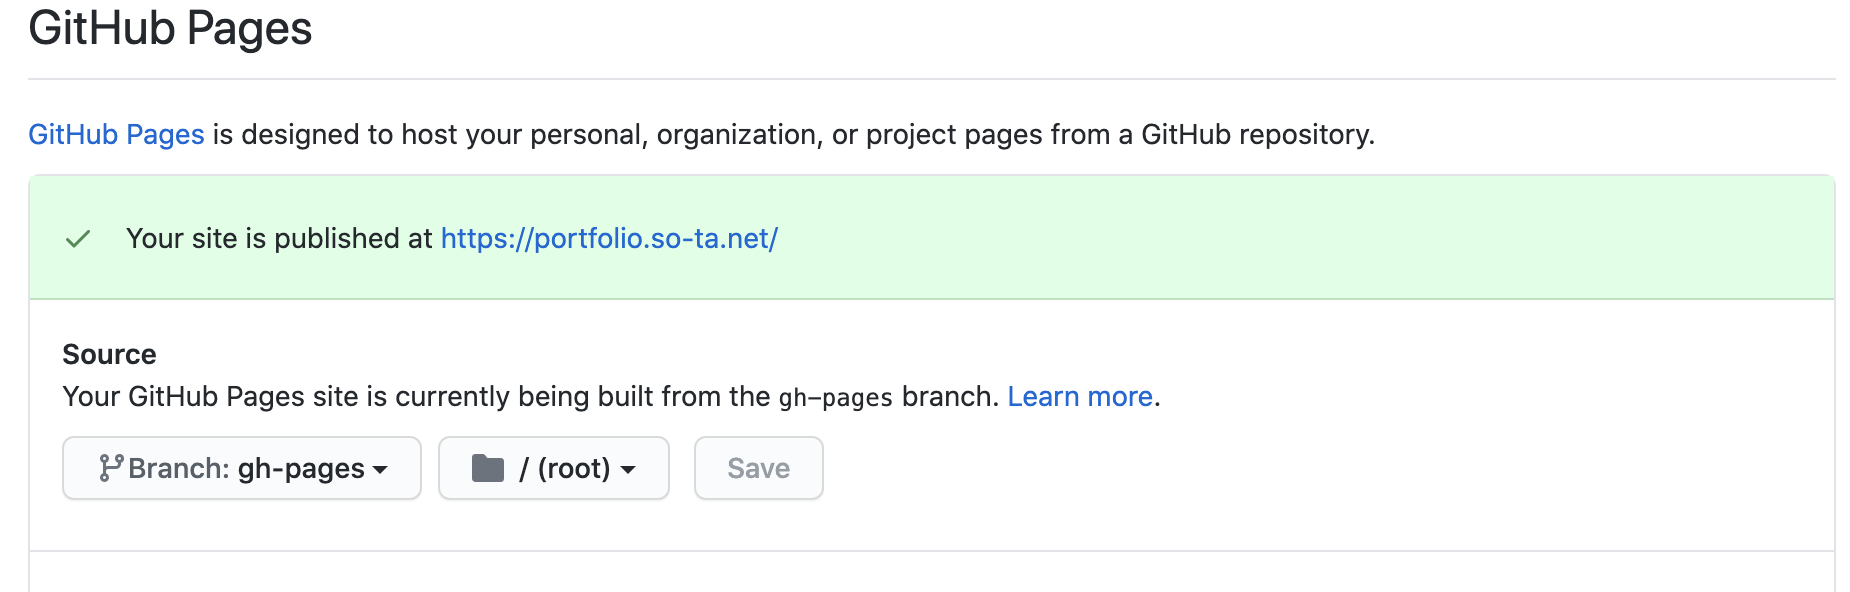 GitHub Pages
GitHub Pages is designed to host your personal, organization, or project pages from a GitHub repository.
Your site is published at https://portfolio.so-ta.net/
Source
Your GitHub Pages site is currently being built from the gh-pages branch. Learn more.
Branch: gh-pages / (root) Save